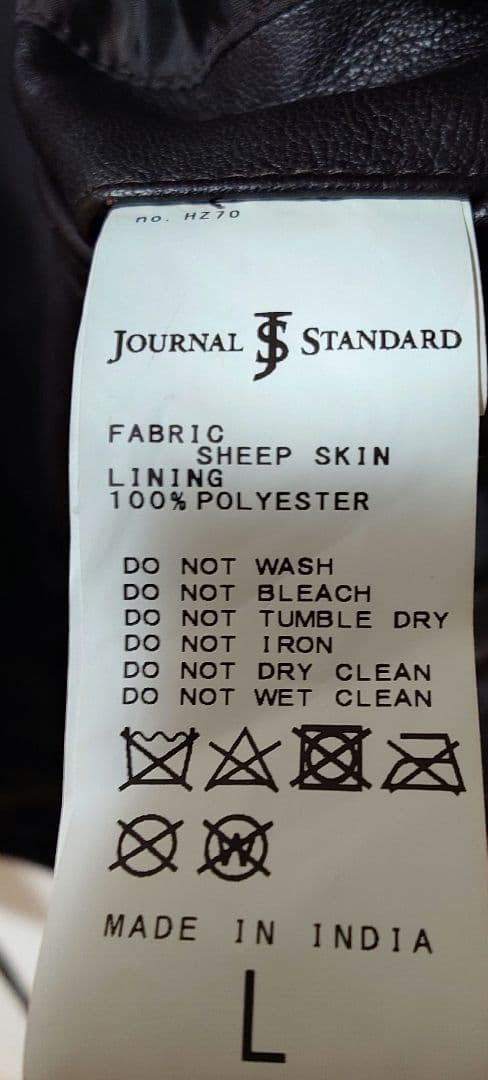 no. HZ70
JOURNAL JS STANDARD
FABRIC
SHEEP SKIN
LINING
100% POLYESTER
DO NOT WASH
DO NOT BLEACH
DO NOT TUMBLE DRY
DO NOT IRON
DO NOT DRY CLEAN
DO NOT WET CLEAN
W
MADE IN INDIA
L